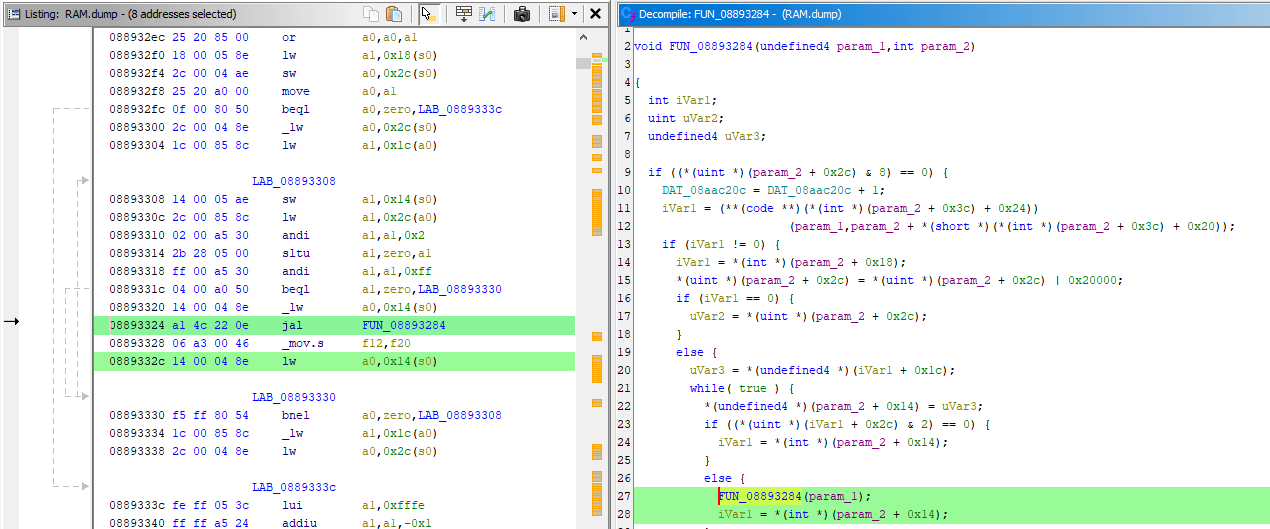 Listing: RAM.dump - (8 addresses selected)
088932ec 25 20 85 00 or a0,a0,a1
088932f0 18 00 05 8e lw a1,0x18(s0)
088932f4 2c 00 04 ae sw a0,0x2c(s0)
088932f8 25 20 a0 00 move a0,a1
088932fc 0f 00 80 50 beql a0,zero,LAB_0889333c
08893300 2c 00 04 8e _lw a0,0x2c(s0)
08893304 1c 00 85 8c lw a1,0x1c(a0)
LAB_08893308
08893308 14 00 05 ae sw a1,0x14(s0)
0889330c 2c 00 85 8c lw a1,0x2c(a0)
08893310 02 00 a5 30 andi a1,a1,0x2
08893314 2b 28 05 00 sltu a1,zero,a1
08893318 ff 00 a5 30 andi a1,a1,0xff
0889331c 04 00 a0 50 beql a1,zero,LAB_08893330
08893320 14 00 04 8e _lw a0,0x14(s0)
08893324 a1 4c 22 0e jal FUN_08893284
08893328 06 a3 00 46 _mov.s f12,f20
0889332c 14 00 04 8e lw a0,0x14(s0)
LAB_08893330
08893330 f5 ff 80 54 bnel a0,zero,LAB_08893308
08893334 1c 00 85 8c _lw a1,0x1c(a0)
08893338 2c 00 04 8e lw a0,0x2c(s0)
LAB_0889333c
0889333c fe ff 05 3c lui a1,0xfffe
08893340 ff ff a5 24 addiu a1,a1,-0x1
Decompile: FUN_08893284 - (RAM.dump)
1
2 void FUN_08893284(undefined4 param_1,int param_2)
3
4 {
5 int iVar1;
6 uint uVar2;
7 undefined4 uVar3;
8
9 if ((*(uint *)(param_2 + 0x2c) & 8) == 0) {
10 DAT_08aac20c = DAT_08aac20c + 1;
11 iVar1 = (**(code **)(*(int *)(param_2 + 0x3c) + 0x24))
12 (param_1,param_2 + *(short *)(*(int *)(param_2 + 0x3c) + 0x20));
13 if (iVar1 != 0) {
14 iVar1 = *(int *)(param_2 + 0x18);
15 *(uint *)(param_2 + 0x2c) = *(uint *)(param_2 + 0x2c) | 0x20000;
16 if (iVar1 == 0) {
17 uVar2 = *(uint *)(param_2 + 0x2c);
18 }
19 else {
20 uVar3 = *(undefined4 *)(iVar1 + 0x1c);
21 while( true ) {
22 *(undefined4 *)(param_2 + 0x14) = uVar3;
23 if ((*(uint *)(iVar1 + 0x2c) & 2) == 0) {
24 iVar1 = *(int *)(param_2 + 0x14);
25 }
26 else {
27 FUN_08893284(param_1);
28 iVar1 = *(int *)(param_2 + 0x14);